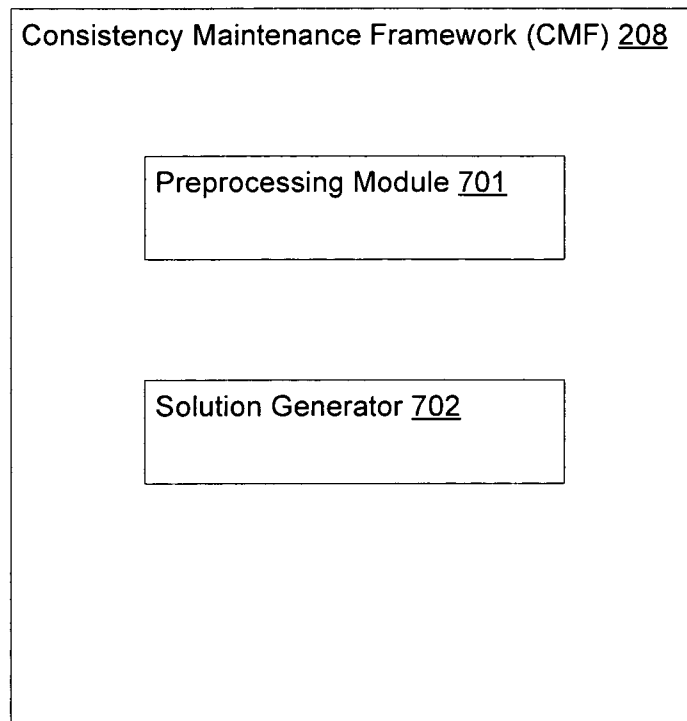 Consistency Maintenance Framework (CMF) 208
Preprocessing Module 701
Solution Generator 702